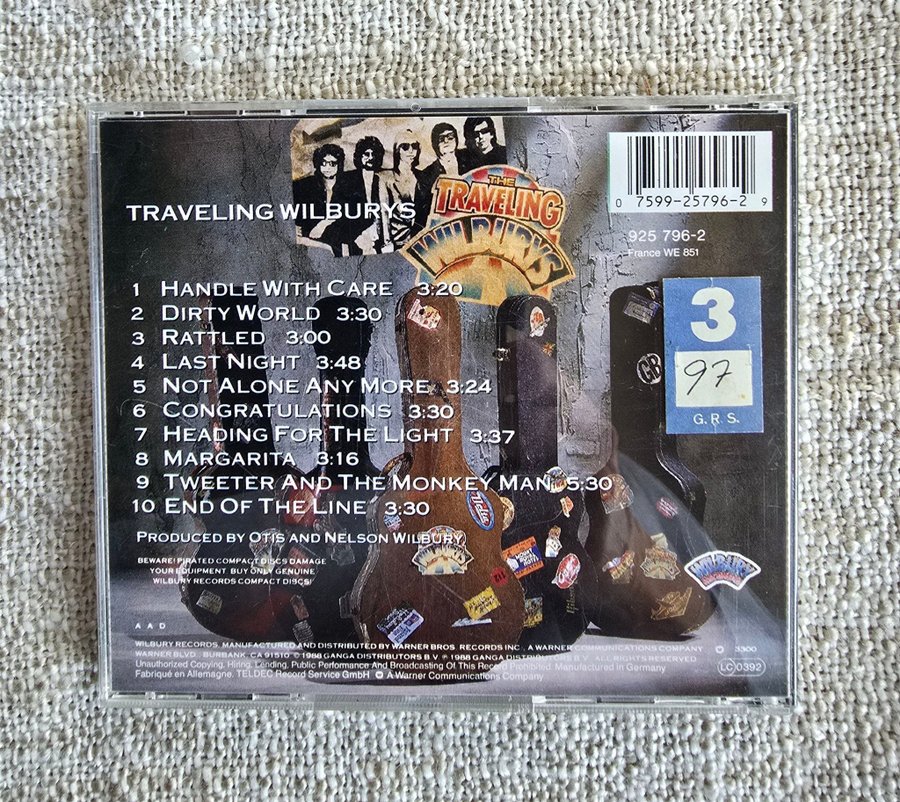 THE
TRAVELING
WILBURYS
TRAVELING WILBURYS
0 7599-25796-2 9
925 796-2
France WE 851
3
97
G.R.S.
1 HANDLE WITH CARE 3:20
2 DIRTY WORLD 3:30
3 RATTLED 3:00
4 LAST NIGHT 3:48
5 NOT ALONE ANY MORE 3:24
6 CONGRATULATIONS 3:30
7 HEADING FOR THE LIGHT 3:37
8 MARGARITA 3:16
9 TWEETER AND THE MONKEY MAN 5:30
10 END OF THE LINE 3:30
PRODUCED BY OTIS AND NELSON WILBURY
BEWARE! PIRATED COMPACT DISCS DAMAGE
YOUR EQUIPMENT. BUY ONLY GENUINE
WILBURY RECORDS COMPACT DISCS!
CB
Nelia
WILBURY
A A D
WILBURY RECORDS. MANUFACTURED AND DISTRIBUTED BY WARNER BROS. RECORDS INC., A WARNER COMMUNICATIONS COMPANY
3300
WARNER BLVD., BURBANK, CA 91510 © 1988 GANGA DISTRIBUTORS B.V. ℗ 1988 GANGA DISTRIBUTORS B.V. ALL RIGHTS RESERVED
Unauthorized Copying, Hiring, Lending, Public Performance And Broadcasting Of This Record Prohibited. Manufactured in Germany
Fabriqué en Allemagne. TELDEC Record Service GmbH A Warner Communications Company
LC 0392